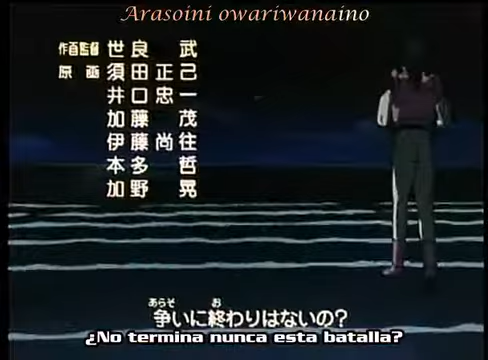 Arasoini owariwanaino
作画監督 世良 武
原画 須田正己
井口忠一
加藤 茂
伊藤尚往
本多 哲
加野 晃
あらそ お
争いに終わりはないの?
¿No termina nunca esta batalla?